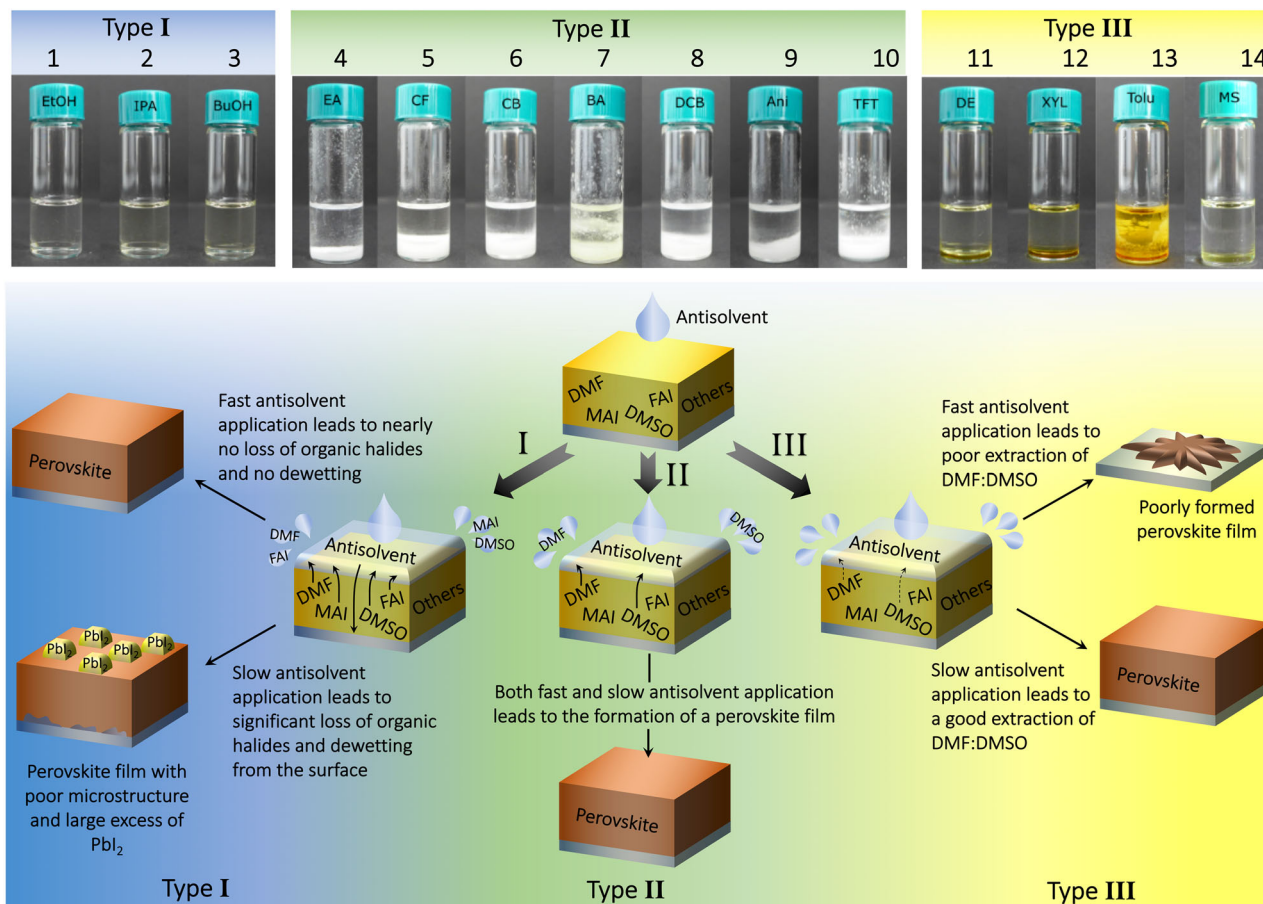 Type I
1 2 3
EtOH IPA BuOH
Type II
4 5 6 7 8 9 10
EA CF CB BA DCB Ani TFT
Type III
11 12 13 14
DE XYL Tolu MS
Antisolvent
DMF
FAI
MAI
DMSO
Others
I
II
III
Fast antisolvent
application leads to nearly
no loss of organic halides
and no dewetting
Perovskite
DMF
FAI
MAI
DMSO
Antisolvent
DMF
MAI
DMSO
FAI
Others
PbI2
PbI2
PbI2
PbI2
PbI2
Slow antisolvent
application leads to
significant loss of organic
halides and dewetting
from the surface
Perovskite film with
poor microstructure
and large excess of
PbI2
DMF
DMSO
Antisolvent
DMF
MAI
FAI
DMSO
Others
Both fast and slow antisolvent application
leads to the formation of a perovskite film
Perovskite
Fast antisolvent
application leads to
poor extraction of
DMF:DMSO
Poorly formed
perovskite film
Antisolvent
DMF
MAI
FAI
DMSO
Others
Slow antisolvent
application leads to
a good extraction of
DMF:DMSO
Perovskite
Type I
Type II
Type III